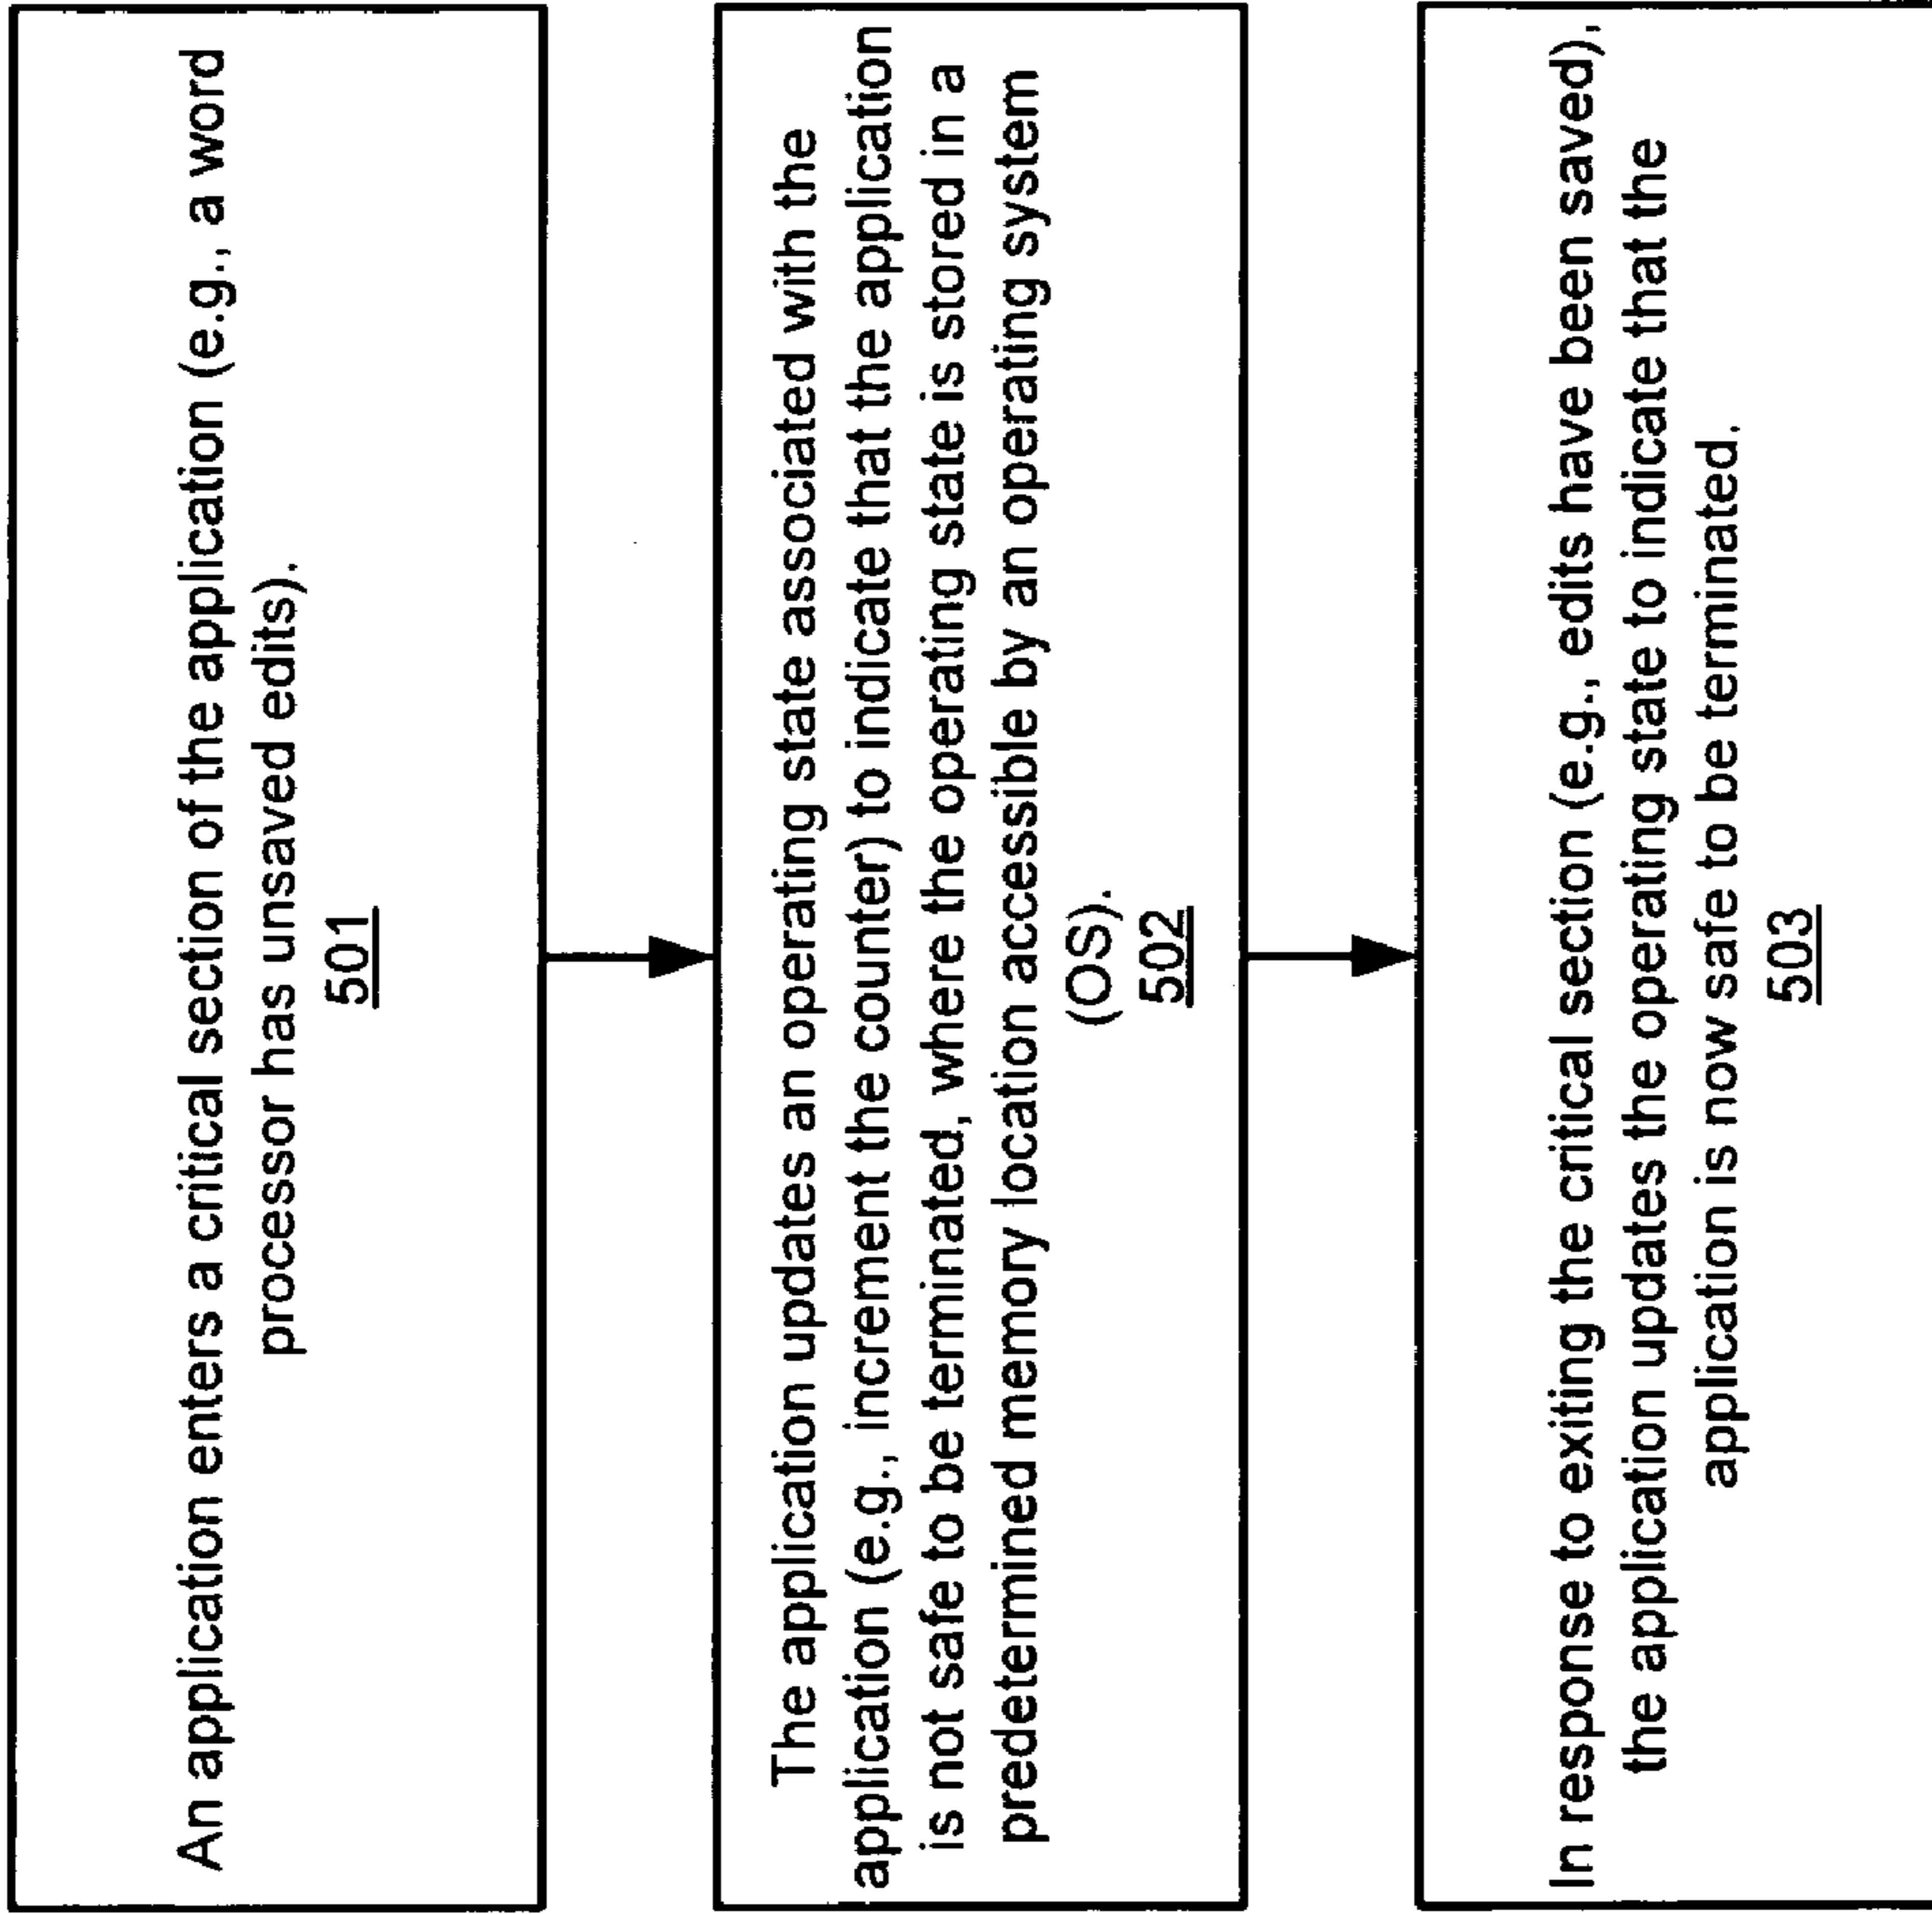 An application enters a critical section of the application (e.g., a word
processor has unsaved edits).
501
The application updates an operating state associated with the
application (e.g., increment the counter) to indicate that the application
is not safe to be terminated, where the operating state is stored in a
predetermined memory location accessible by an operating system
(OS).
502
In response to exiting the critical section (e.g., edits have been saved),
the application updates the operating state to indicate that the
application is now safe to be terminated.
503